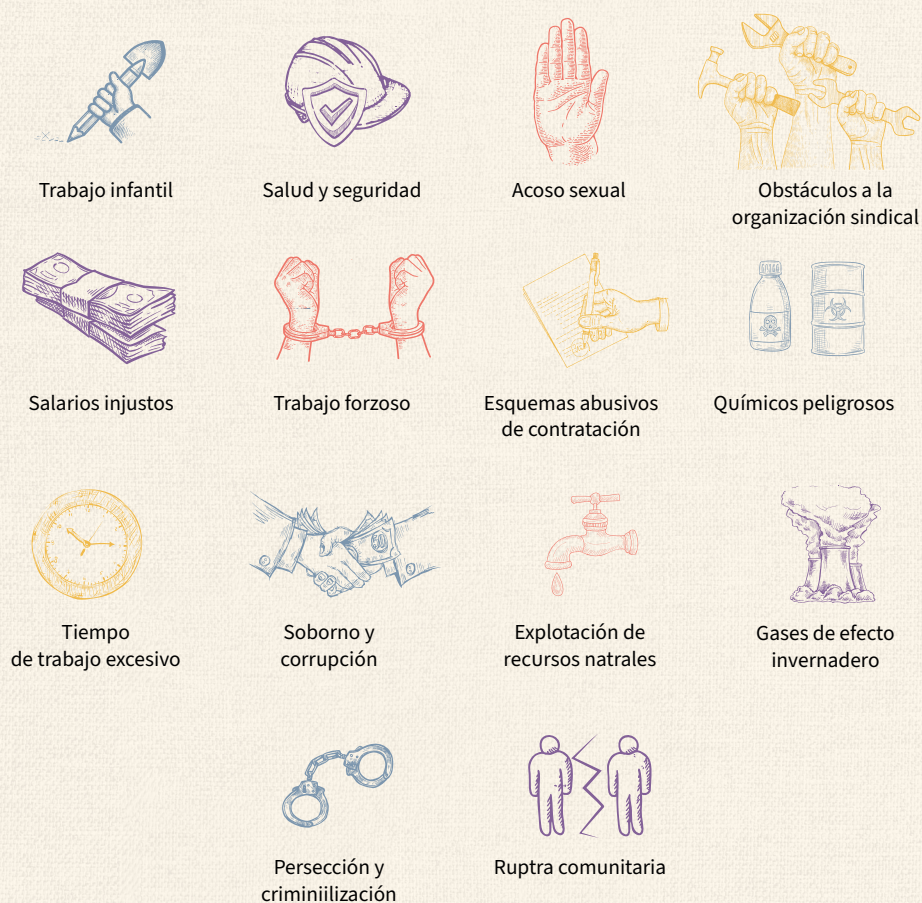 Trabajo infantil
Salud y seguridad
Acoso sexual
Obstáculos a la
organización sindical
Salarios injustos
Trabajo forzoso
Esquemas abusivos
de contratación
Químicos peligrosos
Tiempo
de trabajo excesivo
Soborno y
corrupción
Explotación de
recursos natrales
Gases de efecto
invernadero
Persección y
criminiilización
Ruptra comunitaria